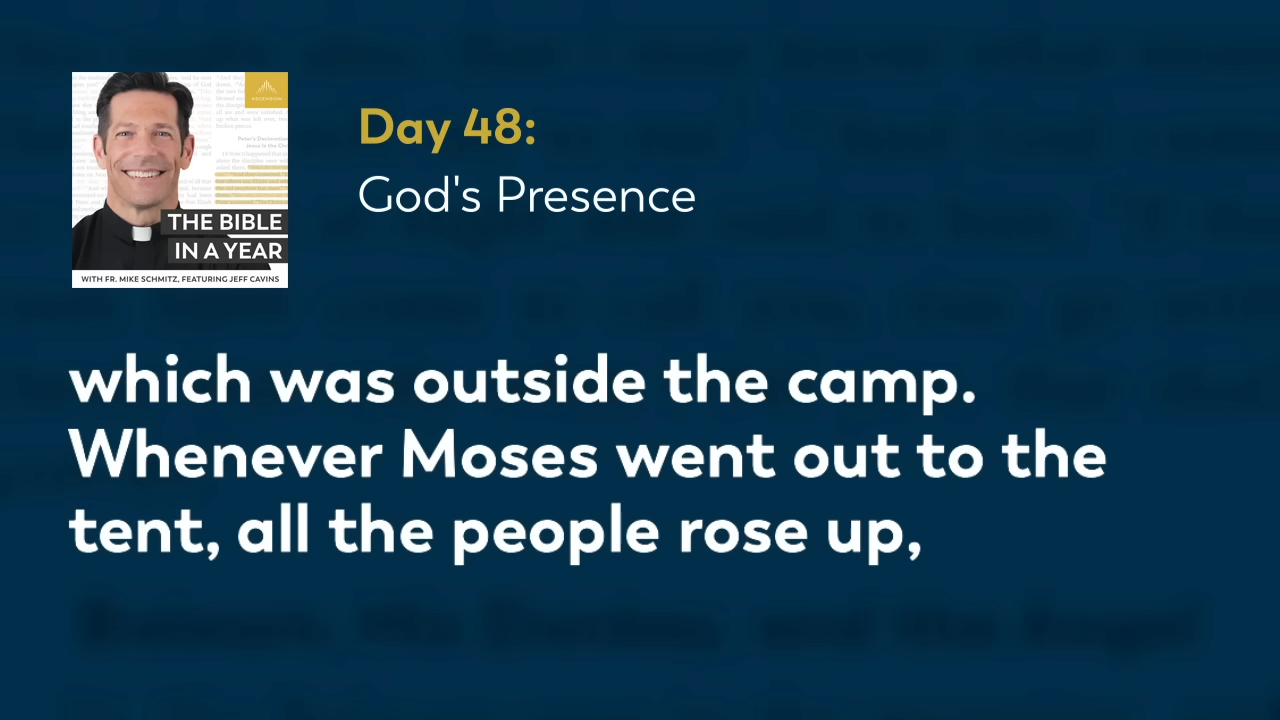 ASCENSION
THE BIBLE
IN A YEAR
WITH FR. MIKE SCHMITZ, FEATURING JEFF CAVINS
Day 48:
God's Presence
which was outside the camp.
Whenever Moses went out to the
tent, all the people rose up,